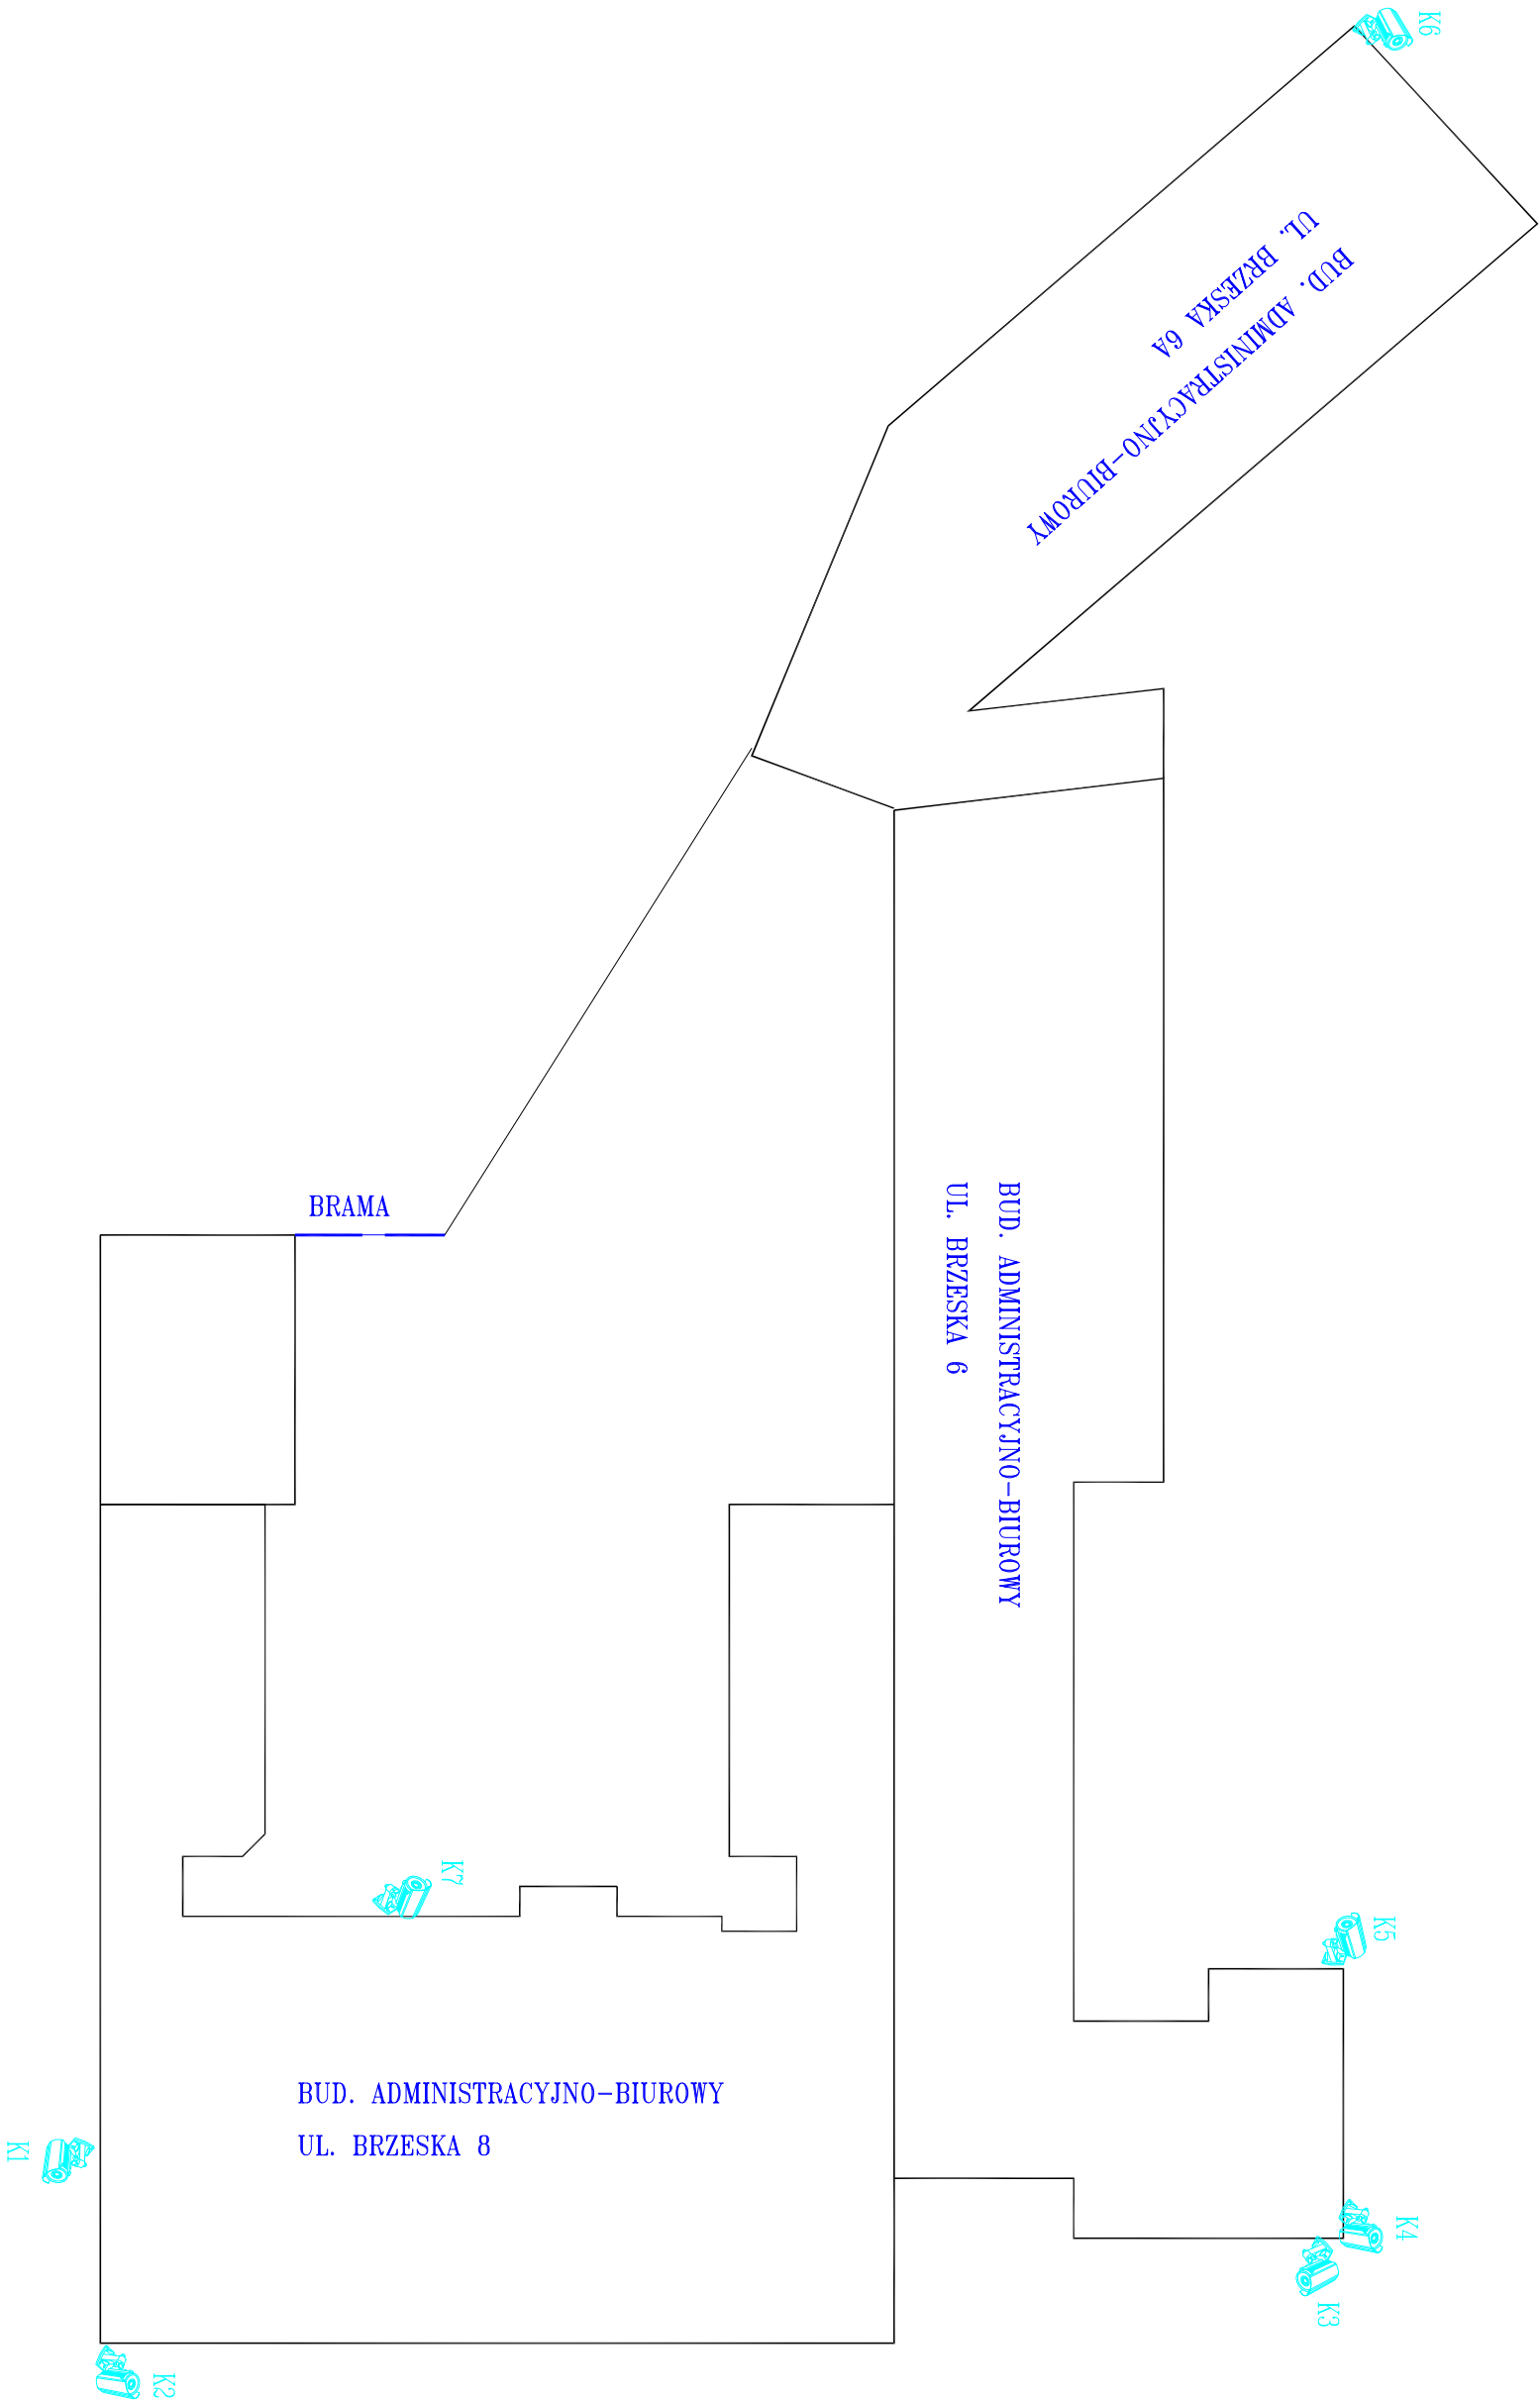 K6
UL. BRZESKA 6A
BUD. ADMINISTRACYJNO-BIUROWY
BRAMA
BUD. ADMINISTRACYJNO-BIUROWY
UL. BRZESKA 6
K7
K5
BUD. ADMINISTRACYJNO-BIUROWY
UL. BRZESKA 8
K1
K4
K3
K2